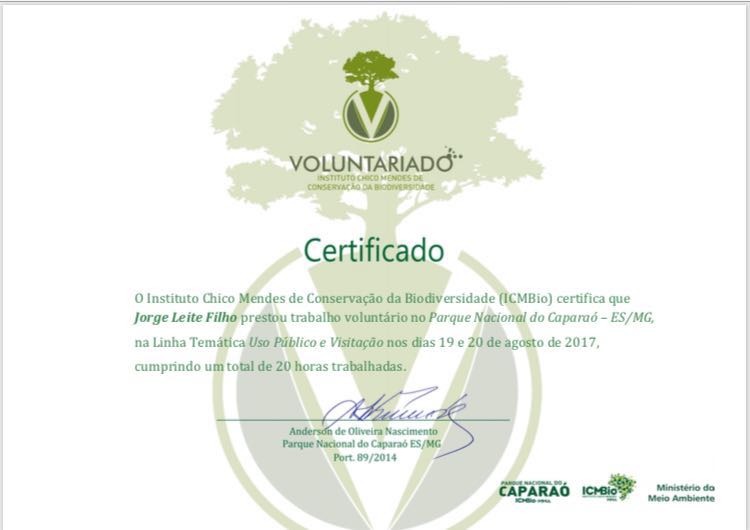 VOLUNTARIADO
INSTITUTO CHICO MENDES DE
CONSERVAÇÃO DA BIODIVERSIDADE
Certificado
O Instituto Chico Mendes de Conservação da Biodiversidade (ICMBio) certifica que
Jorge Leite Filho prestou trabalho voluntário no Parque Nacional do Caparaó – ES/MG,
na Linha Temática Uso Público e Visitação nos dias 19 e 20 de agosto de 2017,
cumprindo um total de 20 horas trabalhadas.
Anderson de Oliveira Nascimento
Parque Nacional do Caparaó ES/MG
Port. 89/2014
PARQUE NACIONAL DO
CAPARAÓ
ICMBio-MMA
ICMBio
MMA
Ministério do
Meio Ambiente